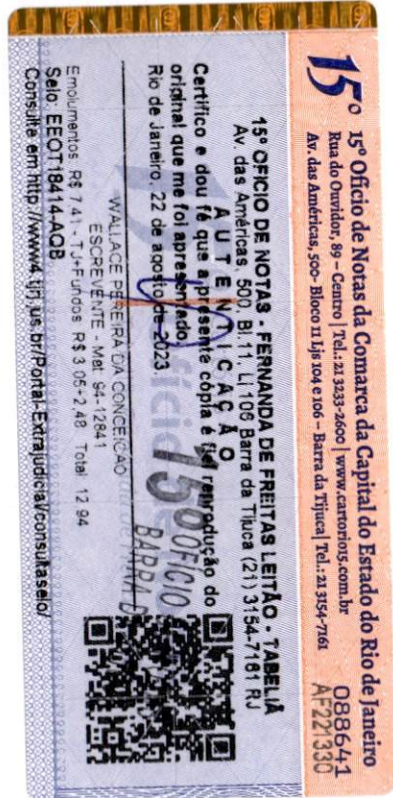 15º
15º Ofício de Notas da Comarca da Capital do Estado do Rio de Janeiro
Rua do Ouvidor, 89 – Centro | Tel.: 21 3233-2600 | www.cartorio15.com.br
Av. das Américas, 500- Bloco 11 Ljs 104 e 106 – Barra da Tijuca | Tel.: 21 3154-7161
088641
AF221330
15º OFICIO DE NOTAS - FERNANDA DE FREITAS LEITÃO - TABELIÃ
Av. das Américas, 500, Bl.11, Lj 106 Barra da Tijuca (21) 3154-7161 RJ
AUTENTICAÇÃO
Certifico e dou fé que a presente cópia é fiel reprodução do
original que me foi apresentado
Rio de Janeiro, 22 de agosto de 2023
15º OFÍCIO
BARRA D
WALLACE PEREIRA DA CONCEIÇÃO
ESCREVENTE - Mat 94-12841
Emolumentos R$ 7 41 - TJ+Fundos R$ 3 05+2,48 Total 12 94
Selo: EEOT18414-AQB
Consulte em http://www4.tjrj.us.br/Portal-Extrajudicial/consultaselo/